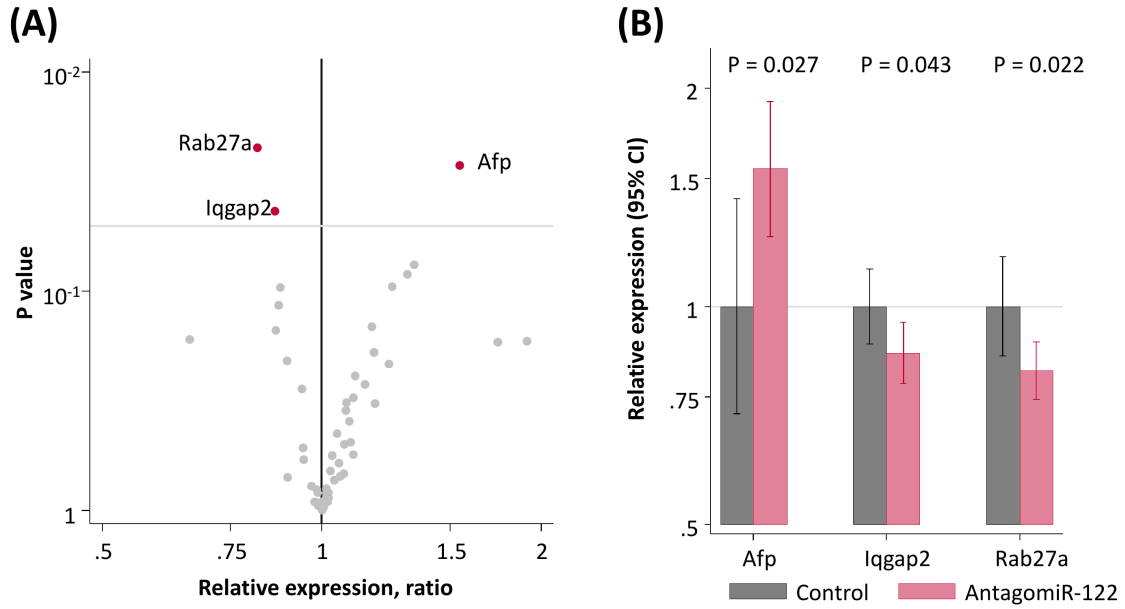 (A)
10-2
Rab27a
Afp
Iqgap2
P value
10-1
1
.5
.75
1
1.5
2
Relative expression, ratio
(B)
P = 0.027
P = 0.043
P = 0.022
Relative expression (95% CI)
2
1.5
1
.75
.5
Afp
Iqgap2
Rab27a
Control
AntagomiR-122